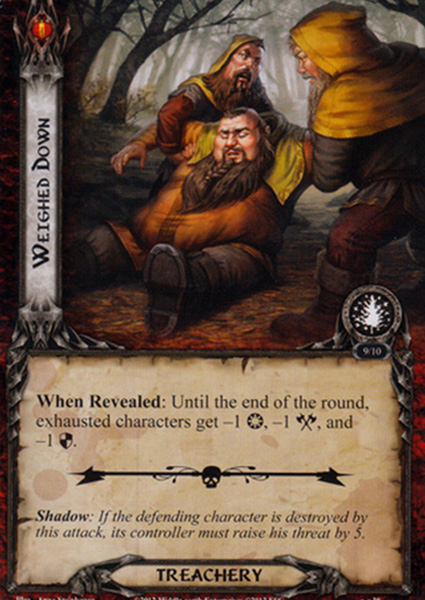 WEIGHED DOWN
9/10
When Revealed: Until the end of the round,
exhausted characters get –1 , –1 , and
–1 .
Shadow: If the defending character is destroyed by
this attack, its controller must raise his threat by 5.
TREACHERY